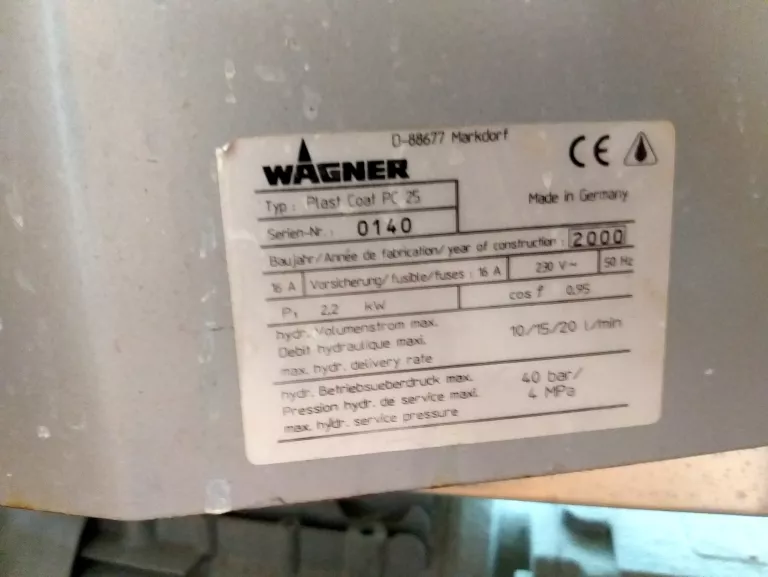 D-88677 Markdorf
WAGNER
CE
Typ : Plast Coat PC 25
Made in Germany
Serien-Nr. : 0140
Baujahr/Année de fabrication/year of construction : 2000
16 A Vorsicherung/fusible/fuses : 16 A 230 V~ 50 Hz
P₁ 2,2 kW cos f 0,95
hydr. Volumenstrom max.
Debit hydraulique maxi. 10/15/20 l/min
max. hydr. delivery rate
hydr. Betriebsueberdruck max. 40 bar/
Pression hydr. de service maxi. 4 MPa
max. hydr. service pressure